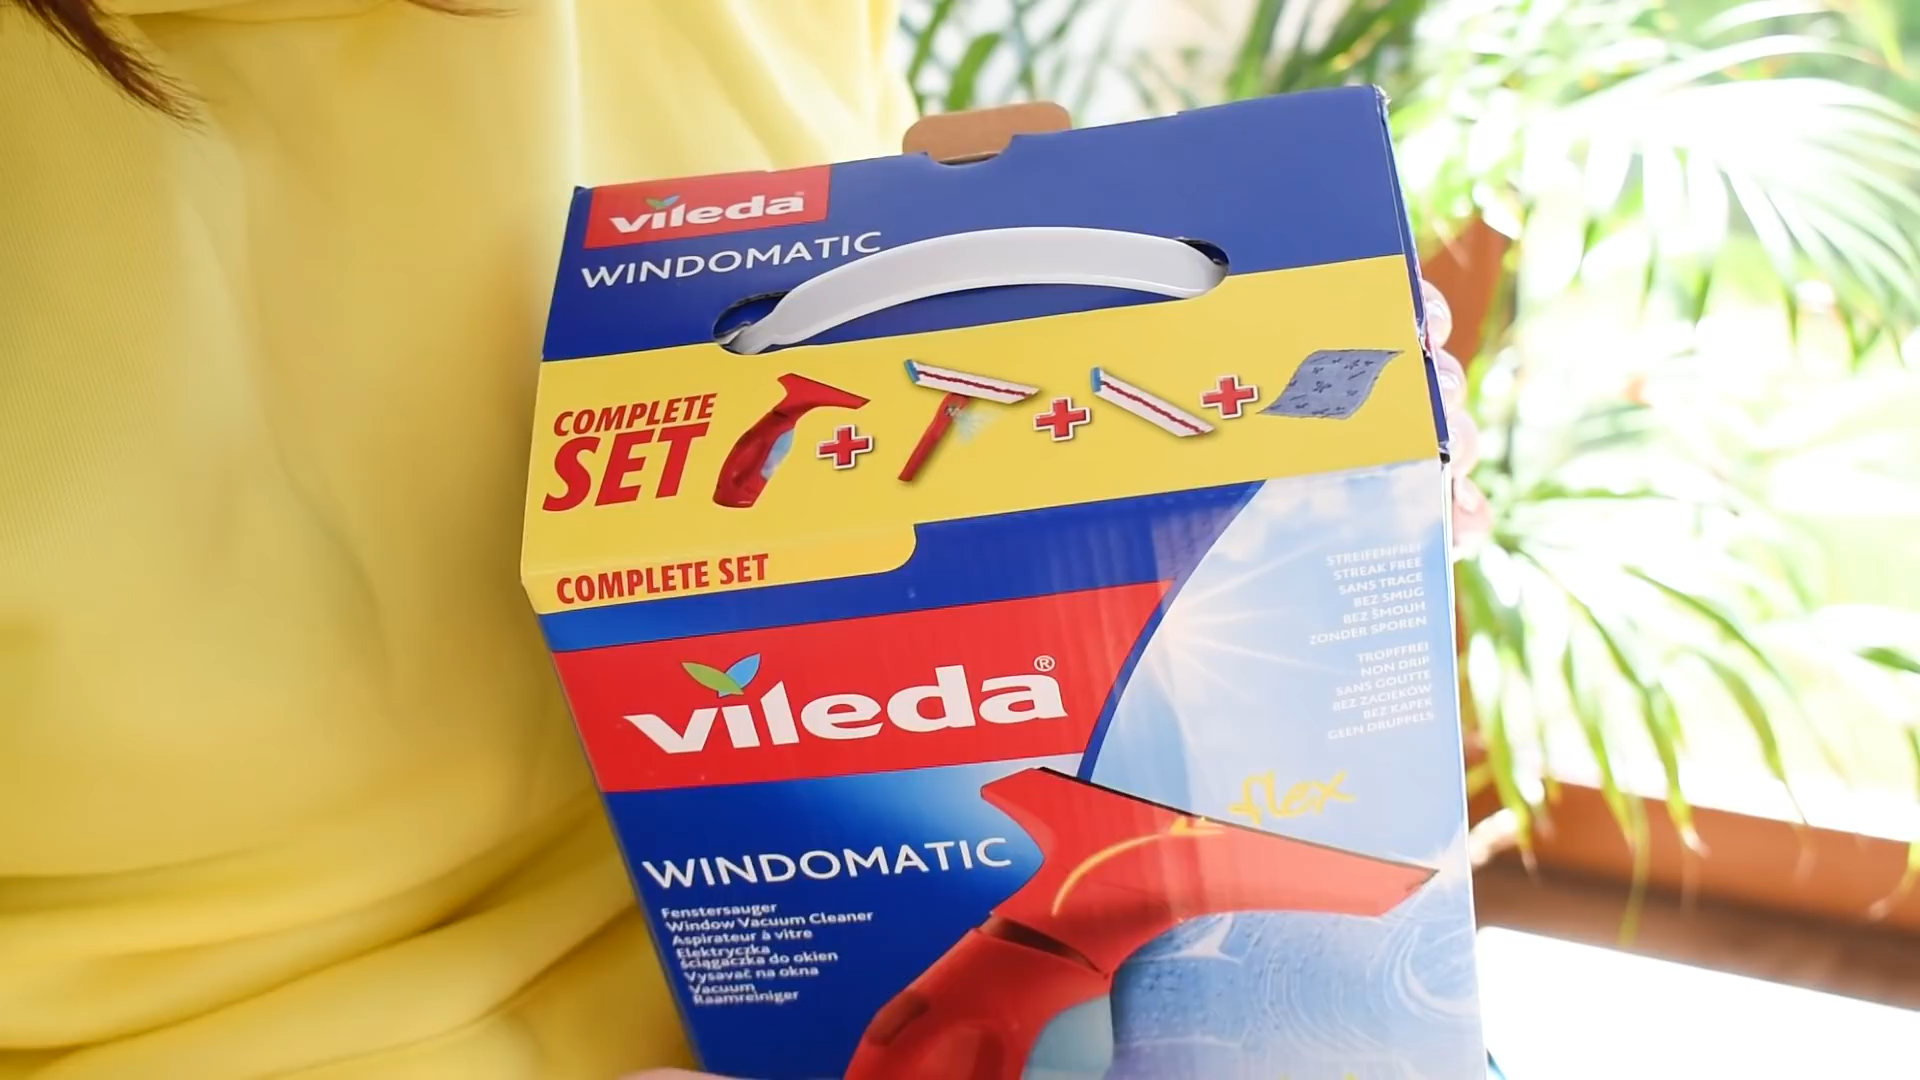 vileda
WINDOMATIC
COMPLETE
SET
COMPLETE SET
vileda®
WINDOMATIC
Fenstersauger
Window Vacuum Cleaner
Aspirateur à vitre
Elektryczka
ściągaczka do okien
Vysavač na okna
Vacuum
Raamreiniger
STREIFENFREI
STREAK FREE
SANS TRACE
BEZ SMUG
BEZ ŠMOUH
ZONDER SPOREN
TROPFFREI
NON DRIP
SANS GOUTTE
BEZ ZACIEKÓW
BEZ KAPEK
GEEN DRUPPELS
flex